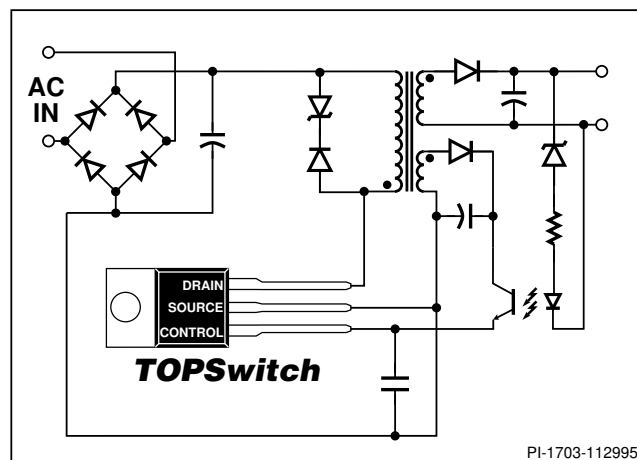 AC
IN
DRAIN
SOURCE
CONTROL
TOPSwitch
PI-1703-112995